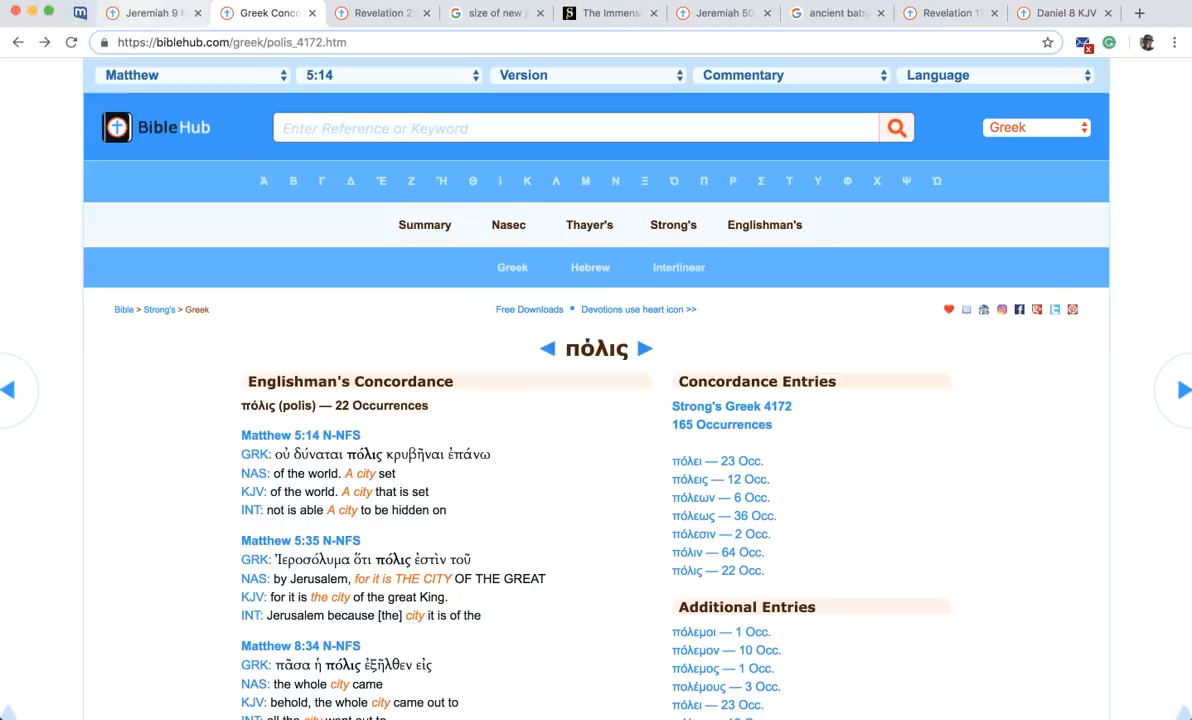 Jeremiah 9
Greek Conc
Revelation 2
size of new j
The Immens
Jeremiah 50
ancient bab
Revelation 1
Daniel 8 KJV
https://biblehub.com/greek/polis_4172.htm
Matthew 5:14 Version Commentary Language
BibleHub Enter Reference or Keyword Greek
Ἀ Β Γ Δ Ἐ Ζ Ἡ Θ Ἰ Κ Λ Μ Ν Ξ Ὀ Π Ρ Σ Τ Υ Φ Χ Ψ Ὠ
Summary Nasec Thayer's Strong's Englishman's
Greek Hebrew Interlinear
Bible > Strong's > Greek
Free Downloads • Devotions use heart icon >>
◄ πόλις ►
Englishman's Concordance
πόλις (polis) — 22 Occurrences
Matthew 5:14 N-NFS
GRK: οὐ δύναται πόλις κρυβῆναι ἐπάνω
NAS: of the world. A city set
KJV: of the world. A city that is set
INT: not is able A city to be hidden on
Matthew 5:35 N-NFS
GRK: Ἰεροσόλυμα ὅτι πόλις ἐστὶν τοῦ
NAS: by Jerusalem, for it is THE CITY OF THE GREAT
KJV: for it is the city of the great King.
INT: Jerusalem because [the] city it is of the
Matthew 8:34 N-NFS
GRK: πᾶσα ἡ πόλις ἐξῆλθεν εἰς
NAS: the whole city came
KJV: behold, the whole city came out to
Concordance Entries
Strong's Greek 4172
165 Occurrences
πόλει — 23 Occ.
πόλεις — 12 Occ.
πόλεων — 6 Occ.
πόλεως — 36 Occ.
πόλεσιν — 2 Occ.
πόλιν — 64 Occ.
πόλις — 22 Occ.
Additional Entries
πόλεμοι — 1 Occ.
πόλεμον — 10 Occ.
πόλεμος — 1 Occ.
πολέμους — 3 Occ.
πόλει — 23 Occ.